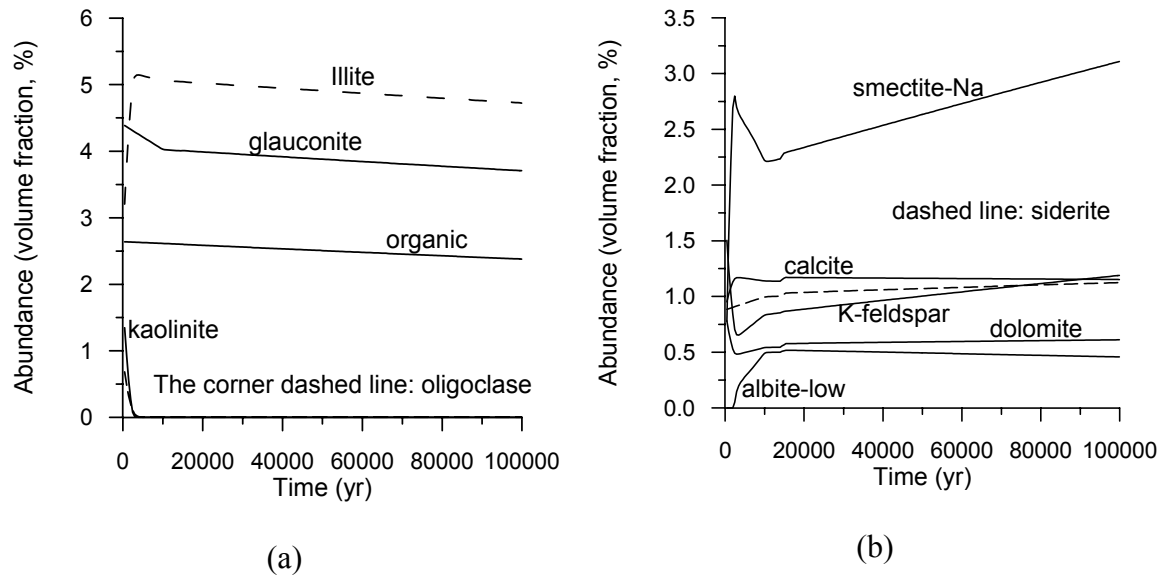 Abundance (volume fraction, %)
6
5
4
3
2
1
0
Illite
glauconite
organic
kaolinite
The corner dashed line: oligoclase
0 20000 40000 60000 80000 100000
Time (yr)
(a)
Abundance (volume fraction, %)
3.5
3.0
2.5
2.0
1.5
1.0
0.5
0.0
smectite-Na
dashed line: siderite
calcite
K-feldspar
dolomite
albite-low
0 20000 40000 60000 80000 100000
Time (yr)
(b)